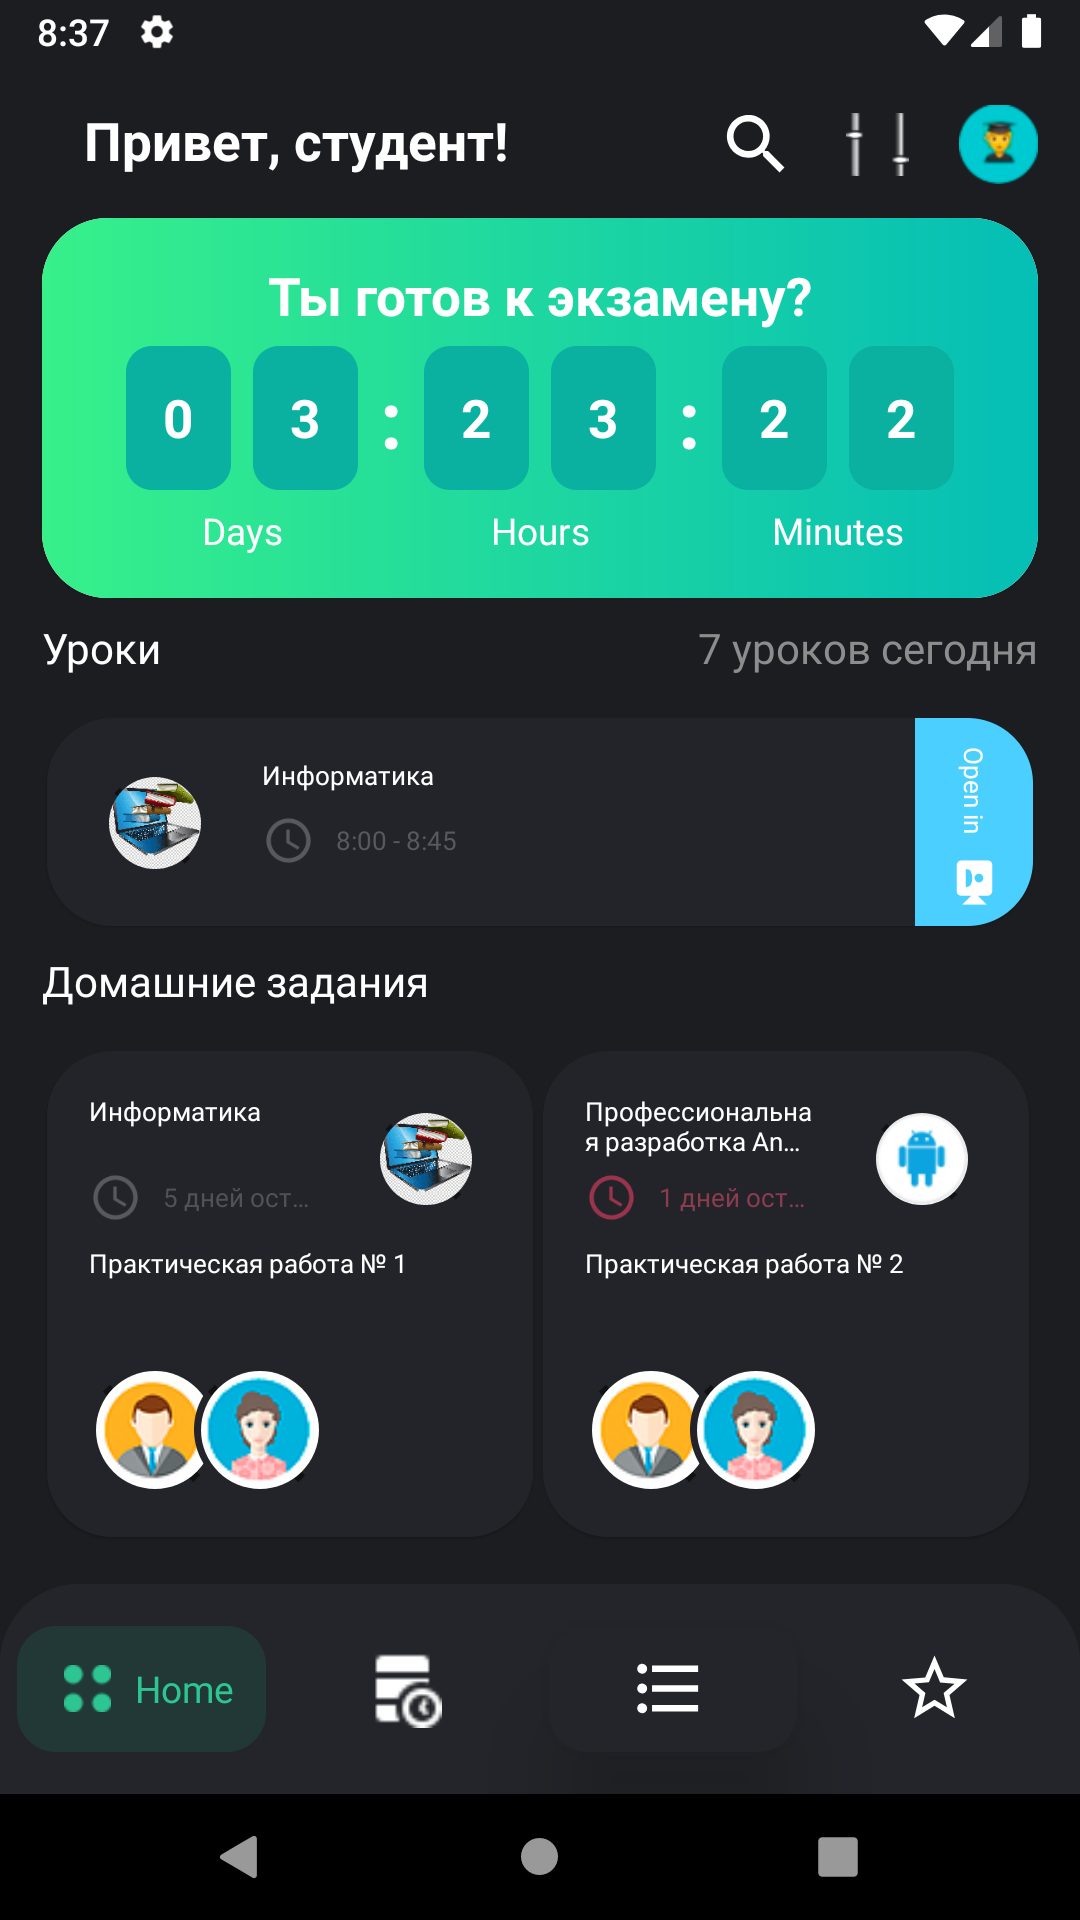 8:37
Привет, студент!
Ты готов к экзамену?
0 3 : 2 3 : 2 2
Days Hours Minutes
Уроки 7 уроков сегодня
Информатика
8:00 - 8:45
Open in
Домашние задания
Информатика
5 дней ост...
Практическая работа № 1
Профессиональна
я разработка An...
1 дней ост...
Практическая работа № 2
Home